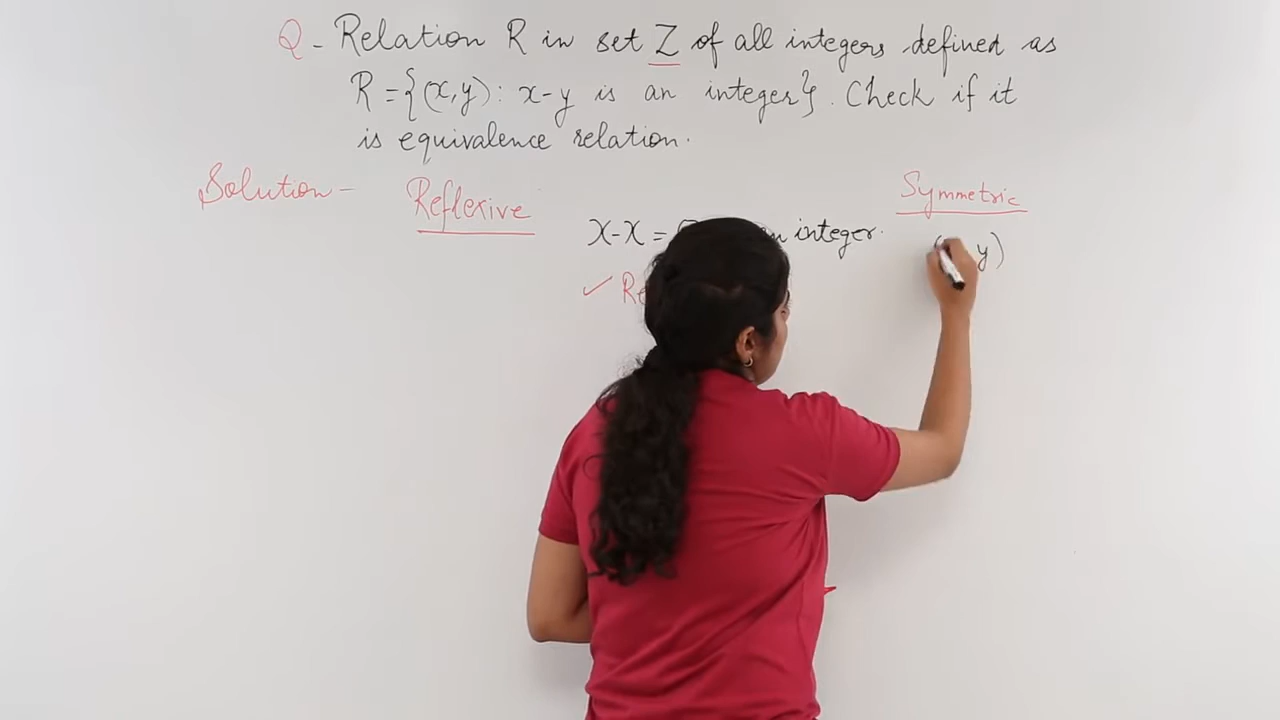 Q - Relation R in set Z of all integers defined as
R = {(x,y) : x-y is an integer}. Check if it
is equivalence relation.
Solution -
Reflexive
x-x = integer.
✓
Symmetric
y)